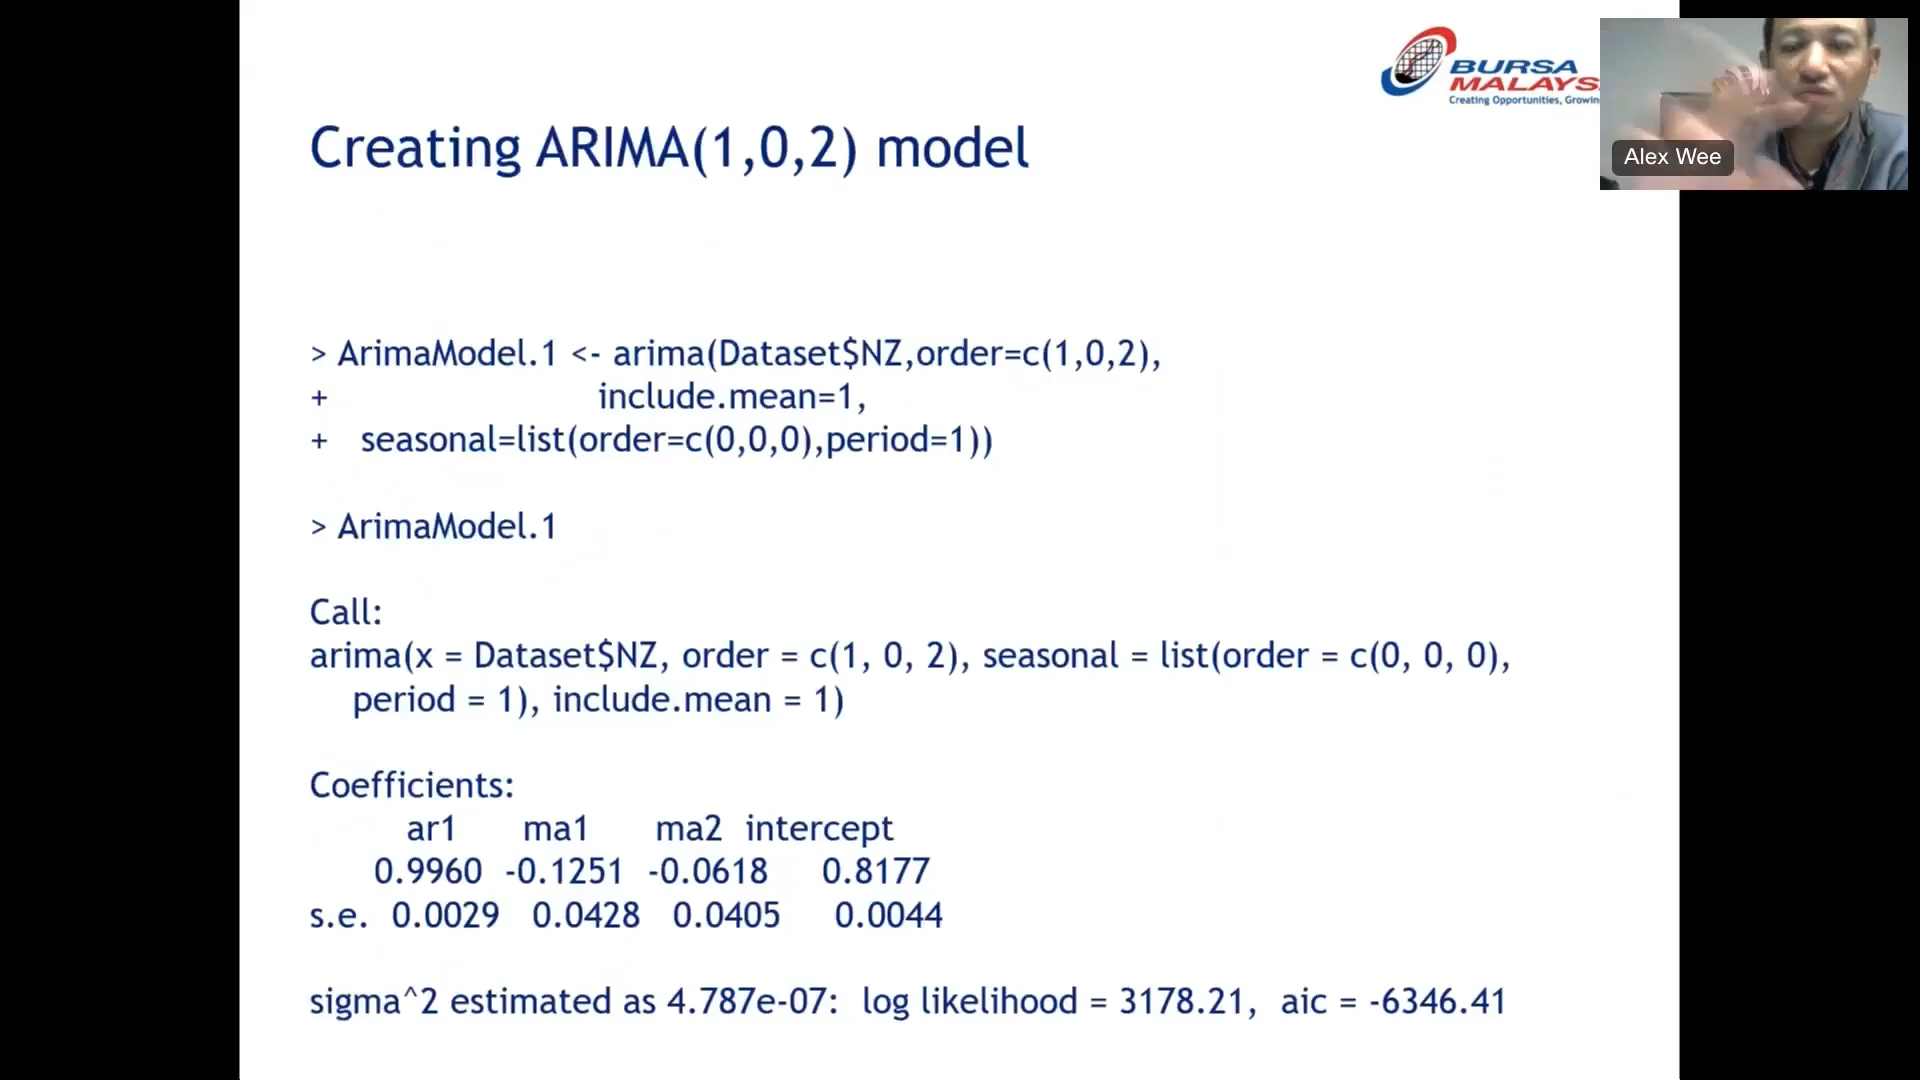 BURSA
MALAYS
Creating Opportunities, Growin
Alex Wee
Creating ARIMA(1,0,2) model
> ArimaModel.1 <- arima(Dataset$NZ,order=c(1,0,2),
+ include.mean=1,
+ seasonal=list(order=c(0,0,0),period=1))
> ArimaModel.1
Call:
arima(x = Dataset$NZ, order = c(1, 0, 2), seasonal = list(order = c(0, 0, 0),
period = 1), include.mean = 1)
Coefficients:
ar1 ma1 ma2 intercept
0.9960 -0.1251 -0.0618 0.8177
s.e. 0.0029 0.0428 0.0405 0.0044
sigma^2 estimated as 4.787e-07: log likelihood = 3178.21, aic = -6346.41